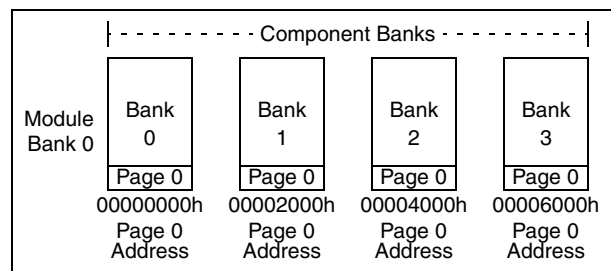 Component Banks
Module
Bank 0
Bank
0
Bank
1
Bank
2
Bank
3
Page 0 Page 0 Page 0 Page 0
00000000h 00002000h 00004000h 00006000h
Page 0 Page 0 Page 0 Page 0
Address Address Address Address